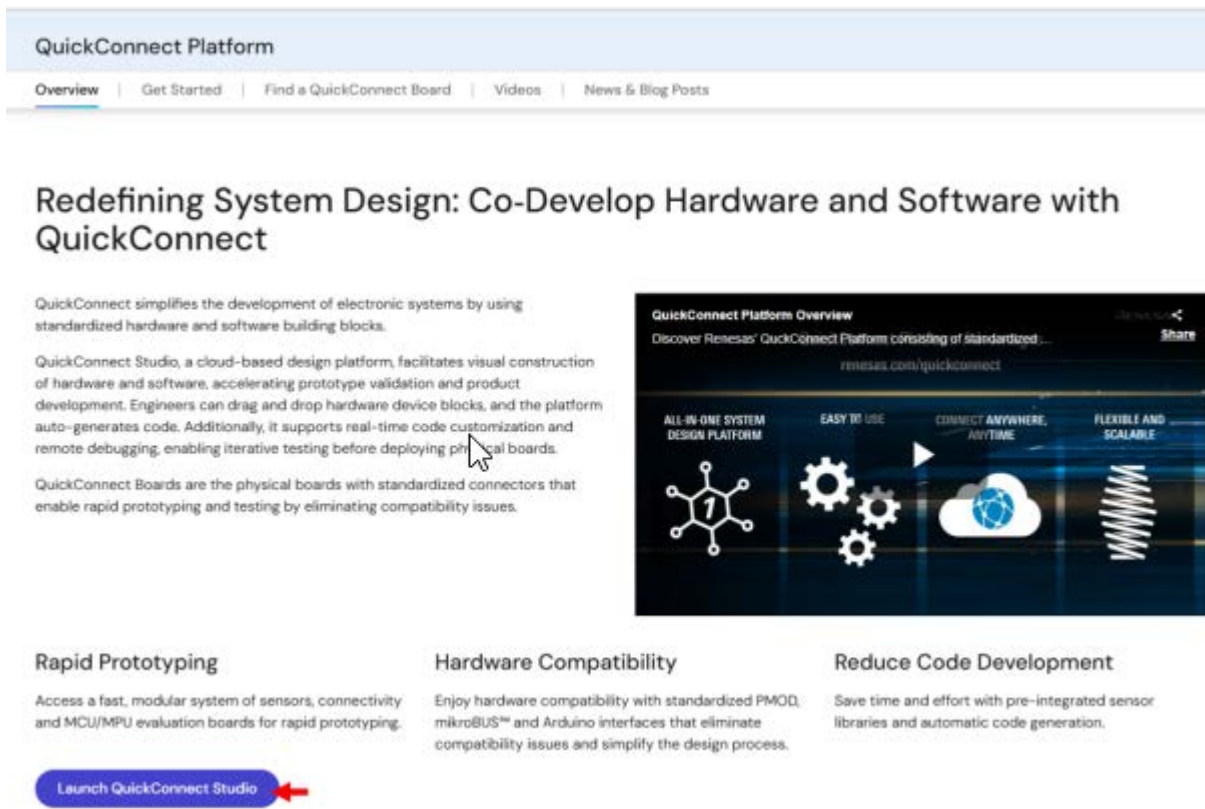 QuickConnect Platform
Overview | Get Started | Find a QuickConnect Board | Videos | News & Blog Posts
Redefining System Design: Co-Develop Hardware and Software with
QuickConnect
QuickConnect simplifies the development of electronic systems by using
standardized hardware and software building blocks.
QuickConnect Studio, a cloud-based design platform, facilitates visual construction
of hardware and software, accelerating prototype validation and product
development. Engineers can drag and drop hardware device blocks, and the platform
auto-generates code. Additionally, it supports real-time code customization and
remote debugging, enabling iterative testing before deploying physical boards.
QuickConnect Boards are the physical boards with standardized connectors that
enable rapid prototyping and testing by eliminating compatibility issues.
QuickConnect Platform Overview
Share
Discover Renesas' QuckConnect Platform consisting of standardized ...
renesas.com/quickconnect
ALL-IN-ONE SYSTEM
DESIGN PLATFORM
EASY TO USE
CONNECT ANYWHERE,
ANYTIME
FLEXIBLE AND
SCALABLE
1
Rapid Prototyping
Access a fast, modular system of sensors, connectivity
and MCU/MPU evaluation boards for rapid prototyping.
Hardware Compatibility
Enjoy hardware compatibility with standardized PMOD,
mikroBUS™ and Arduino interfaces that eliminate
compatibility issues and simplify the design process.
Reduce Code Development
Save time and effort with pre-integrated sensor
libraries and automatic code generation.
Launch QuickConnect Studio